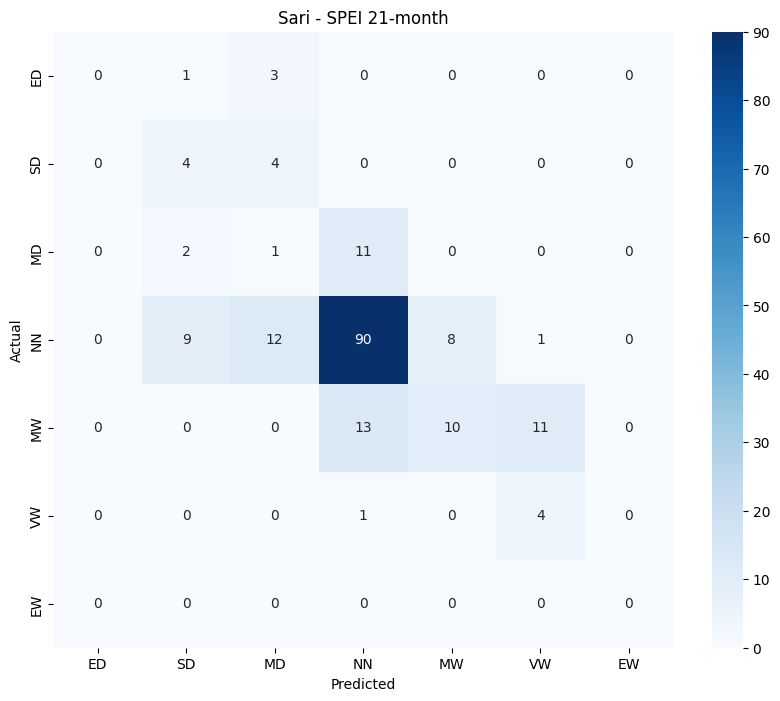 Sari - SPEI 21-month
ED 0 1 3 0 0 0 0
SD 0 4 4 0 0 0 0
MD 0 2 1 11 0 0 0
NN 0 9 12 90 8 1 0
MW 0 0 0 13 10 11 0
VW 0 0 0 1 0 4 0
EW 0 0 0 0 0 0 0
Actual
ED SD MD NN MW VW EW
Predicted
90
80
70
60
50
40
30
20
10
0